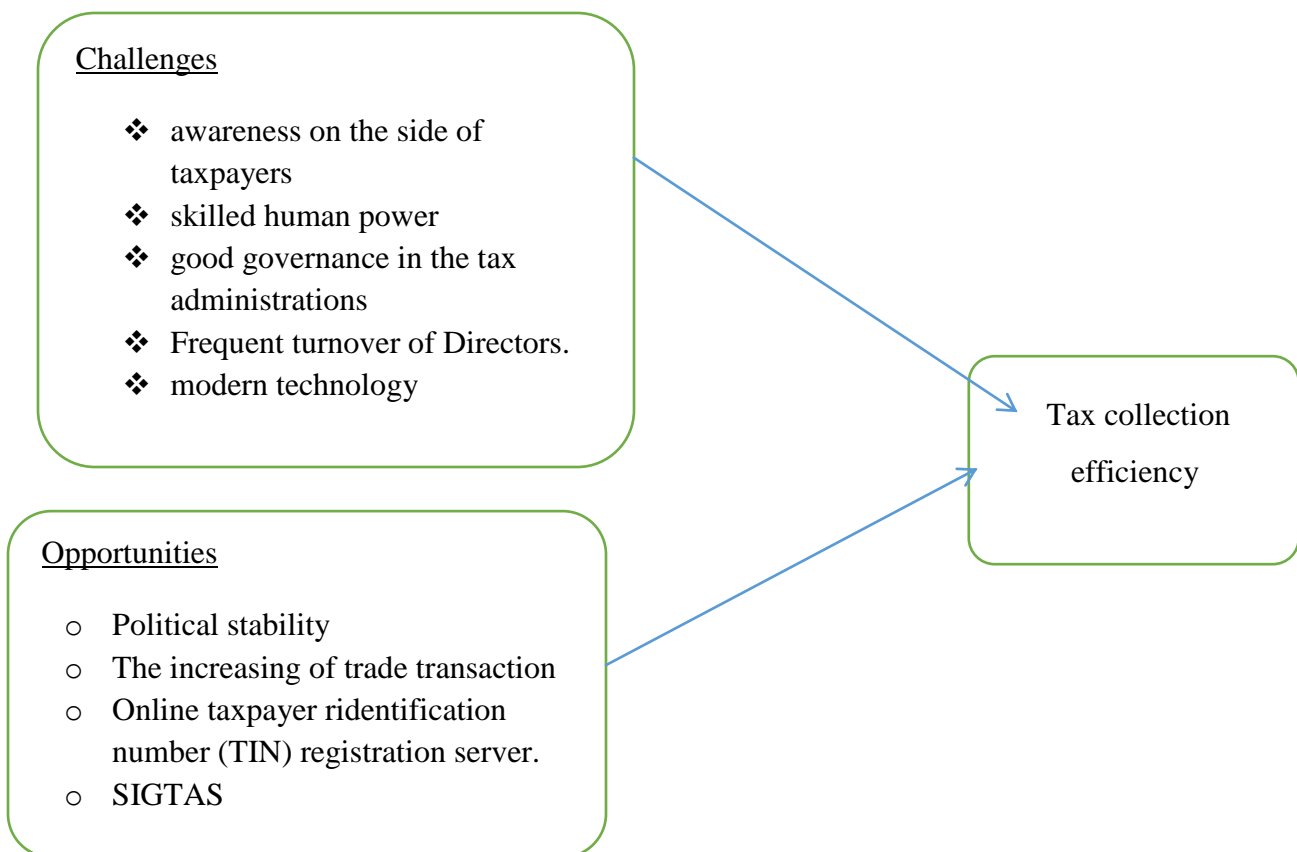 Challenges
❖ awareness on the side of
taxpayers
❖ skilled human power
❖ good governance in the tax
administrations
❖ Frequent turnover of Directors.
❖ modern technology
Tax collection
efficiency
Opportunities
o Political stability
o The increasing of trade transaction
o Online taxpayer ridentification
number (TIN) registration server.
o SIGTAS